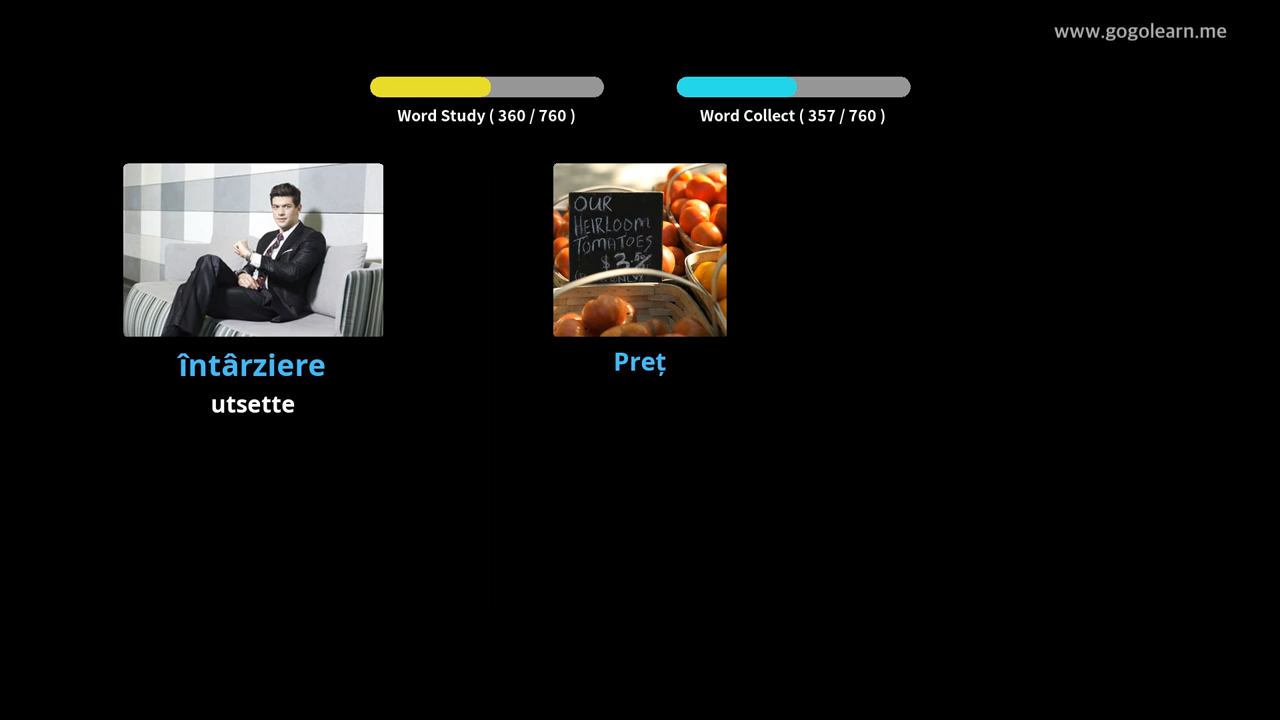 www.gogolearn.me
Word Study ( 360 / 760 )
Word Collect ( 357 / 760 )
OUR
HEIRLOOM
TOMATOES
întârziere
Preț
utsette